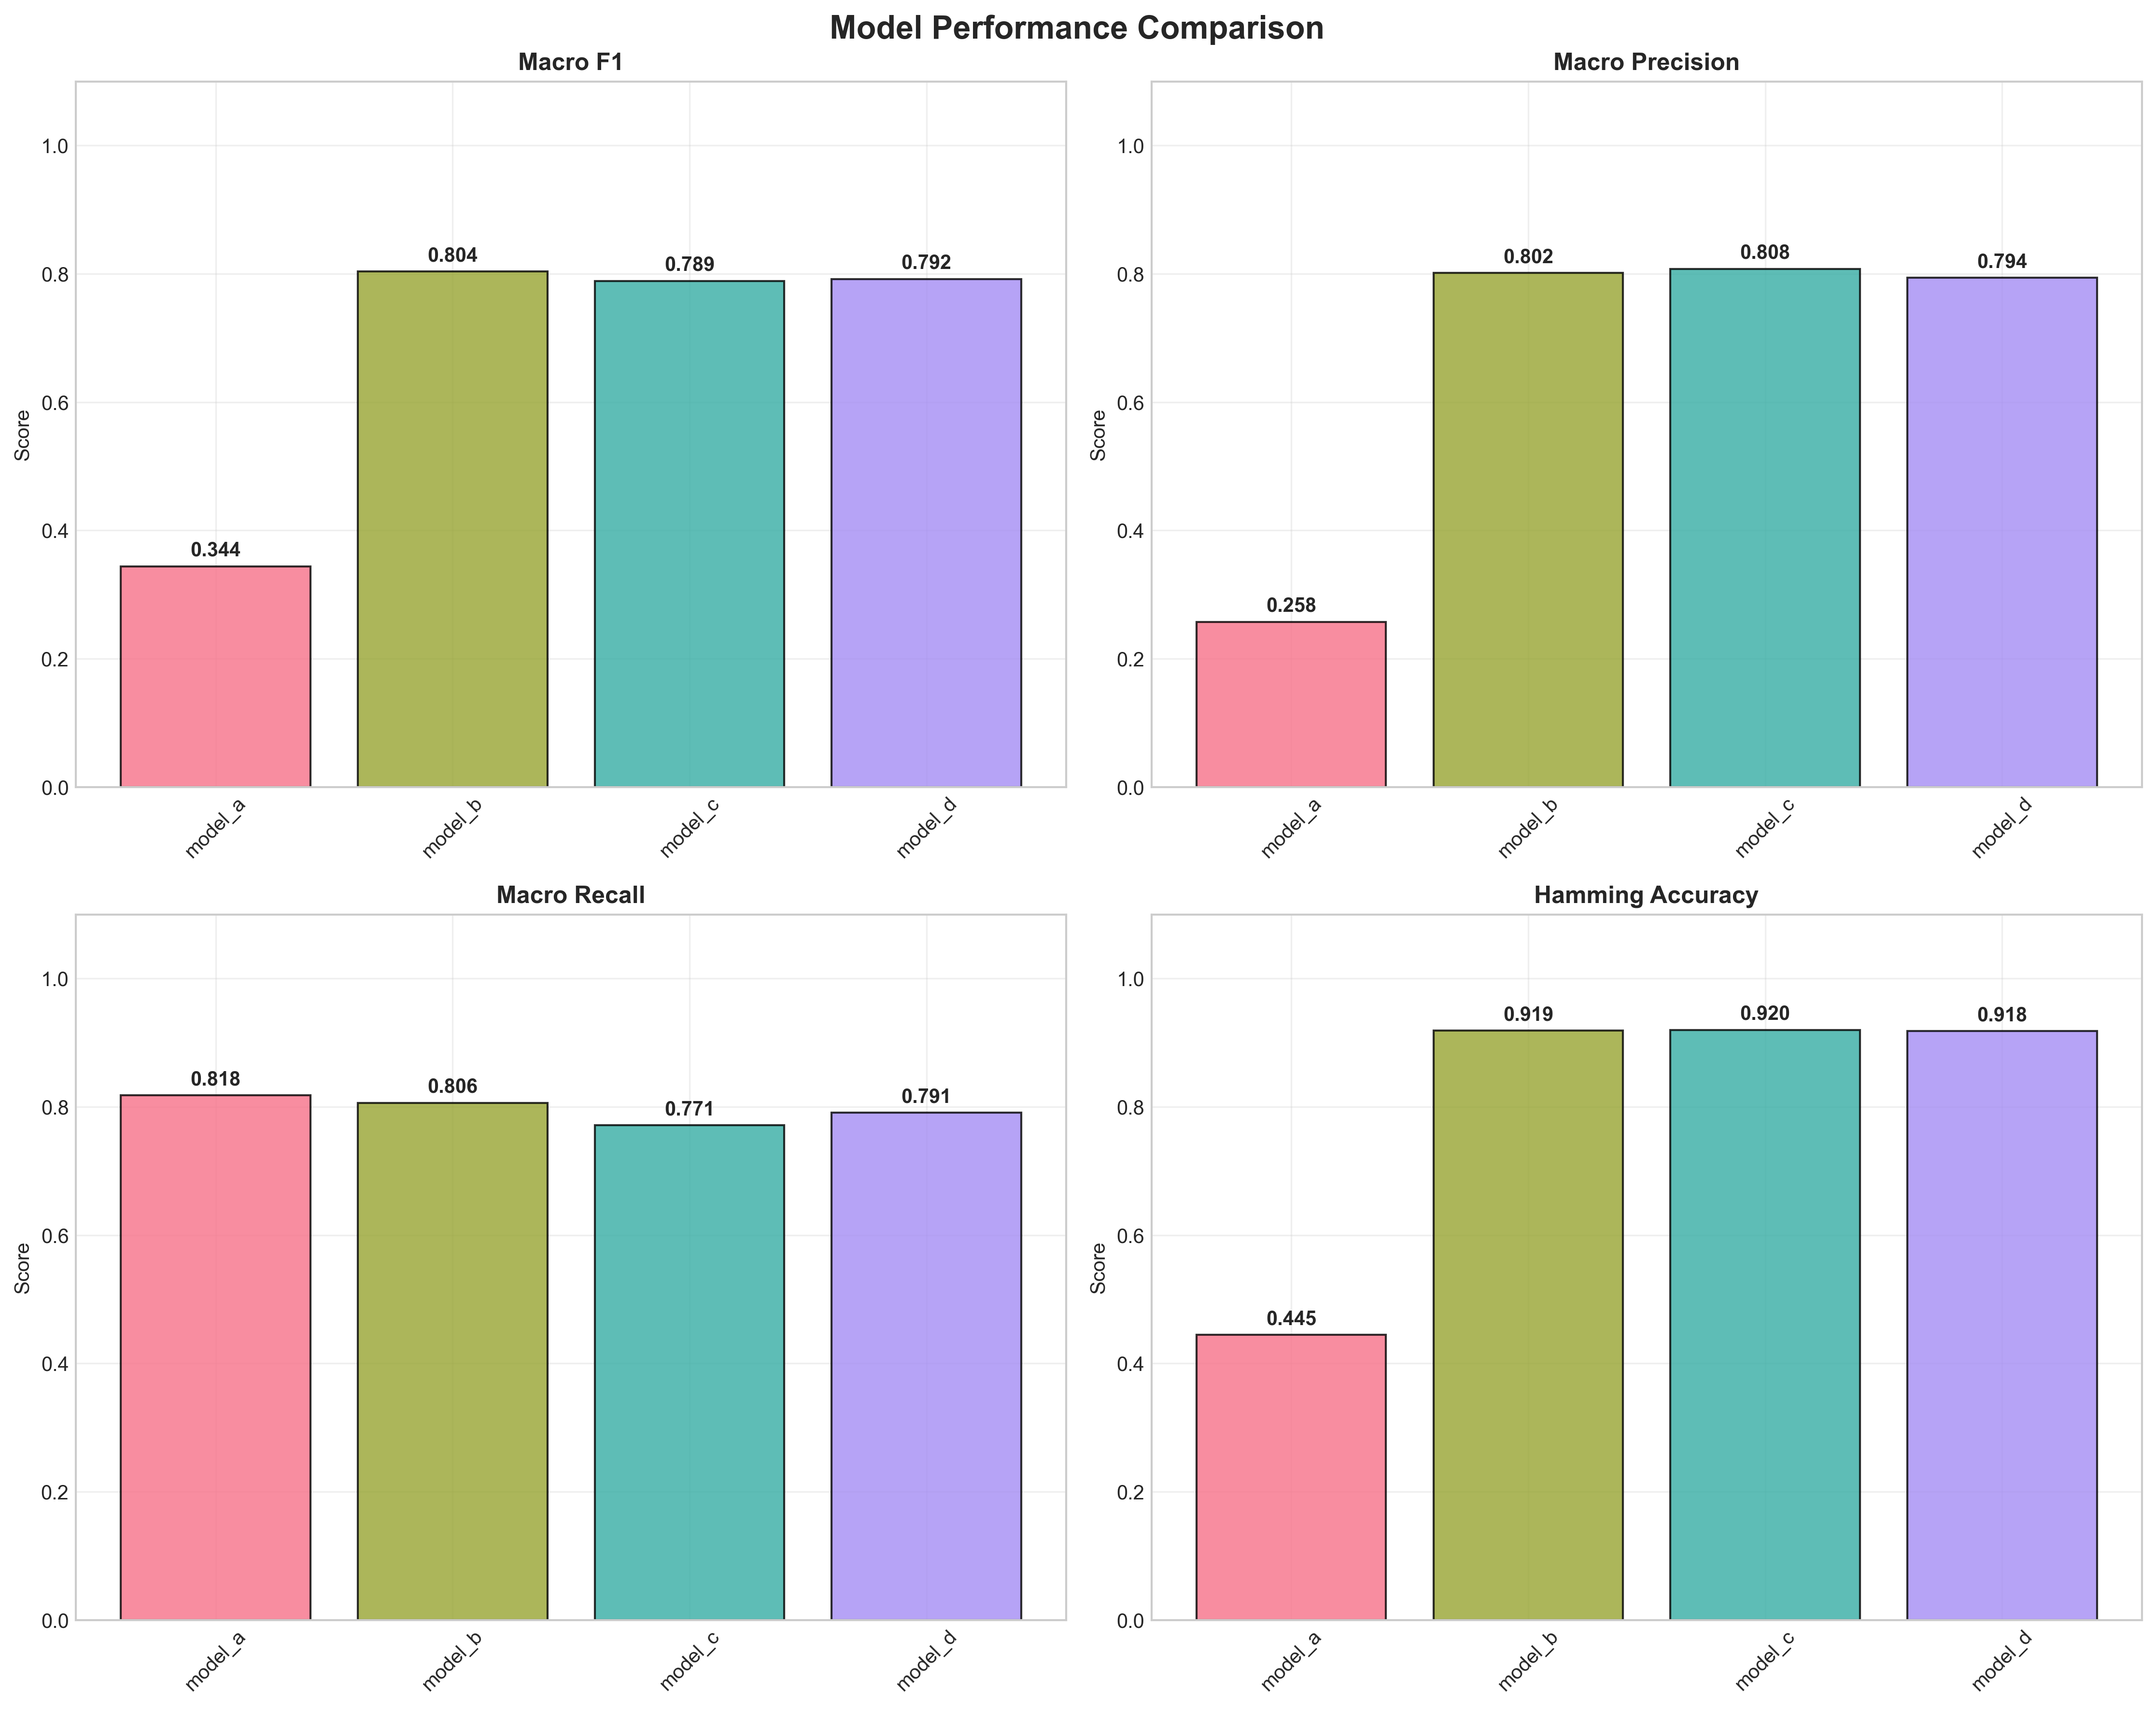 Model Performance Comparison
Macro F1
Score
1.0
0.8
0.6
0.4
0.2
0.0
0.344
0.804
0.789
0.792
model_a
model_b
model_c
model_d
Macro Precision
Score
1.0
0.8
0.6
0.4
0.2
0.0
0.258
0.802
0.808
0.794
model_a
model_b
model_c
model_d
Macro Recall
Score
1.0
0.8
0.6
0.4
0.2
0.0
0.818
0.806
0.771
0.791
model_a
model_b
model_c
model_d
Hamming Accuracy
Score
1.0
0.8
0.6
0.4
0.2
0.0
0.445
0.919
0.920
0.918
model_a
model_b
model_c
model_d